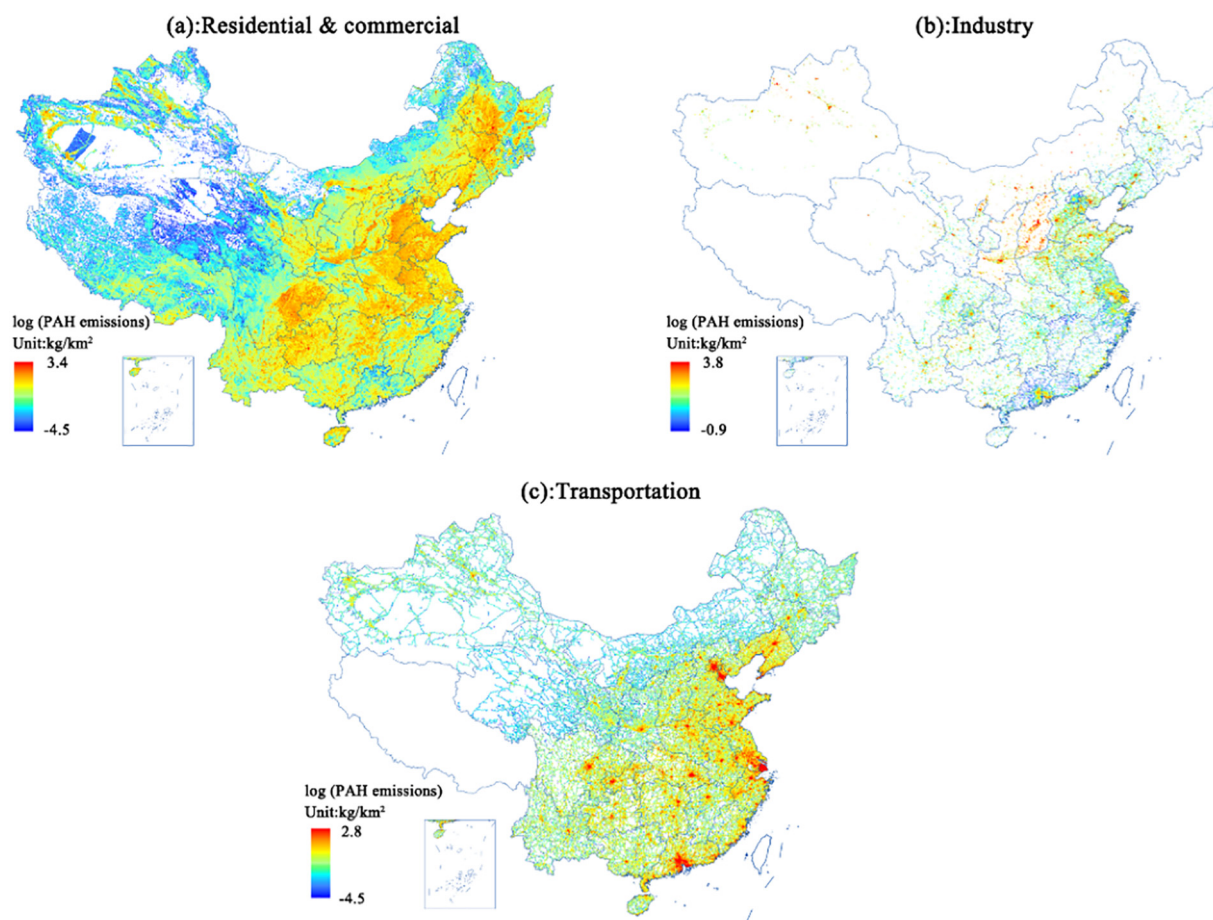 (a):Residential & commercial
(b):Industry
log (PAH emissions)
Unit:kg/km²
3.4
-4.5
log (PAH emissions)
Unit:kg/km²
3.8
-0.9
(c):Transportation
log (PAH emissions)
Unit:kg/km²
2.8
-4.5